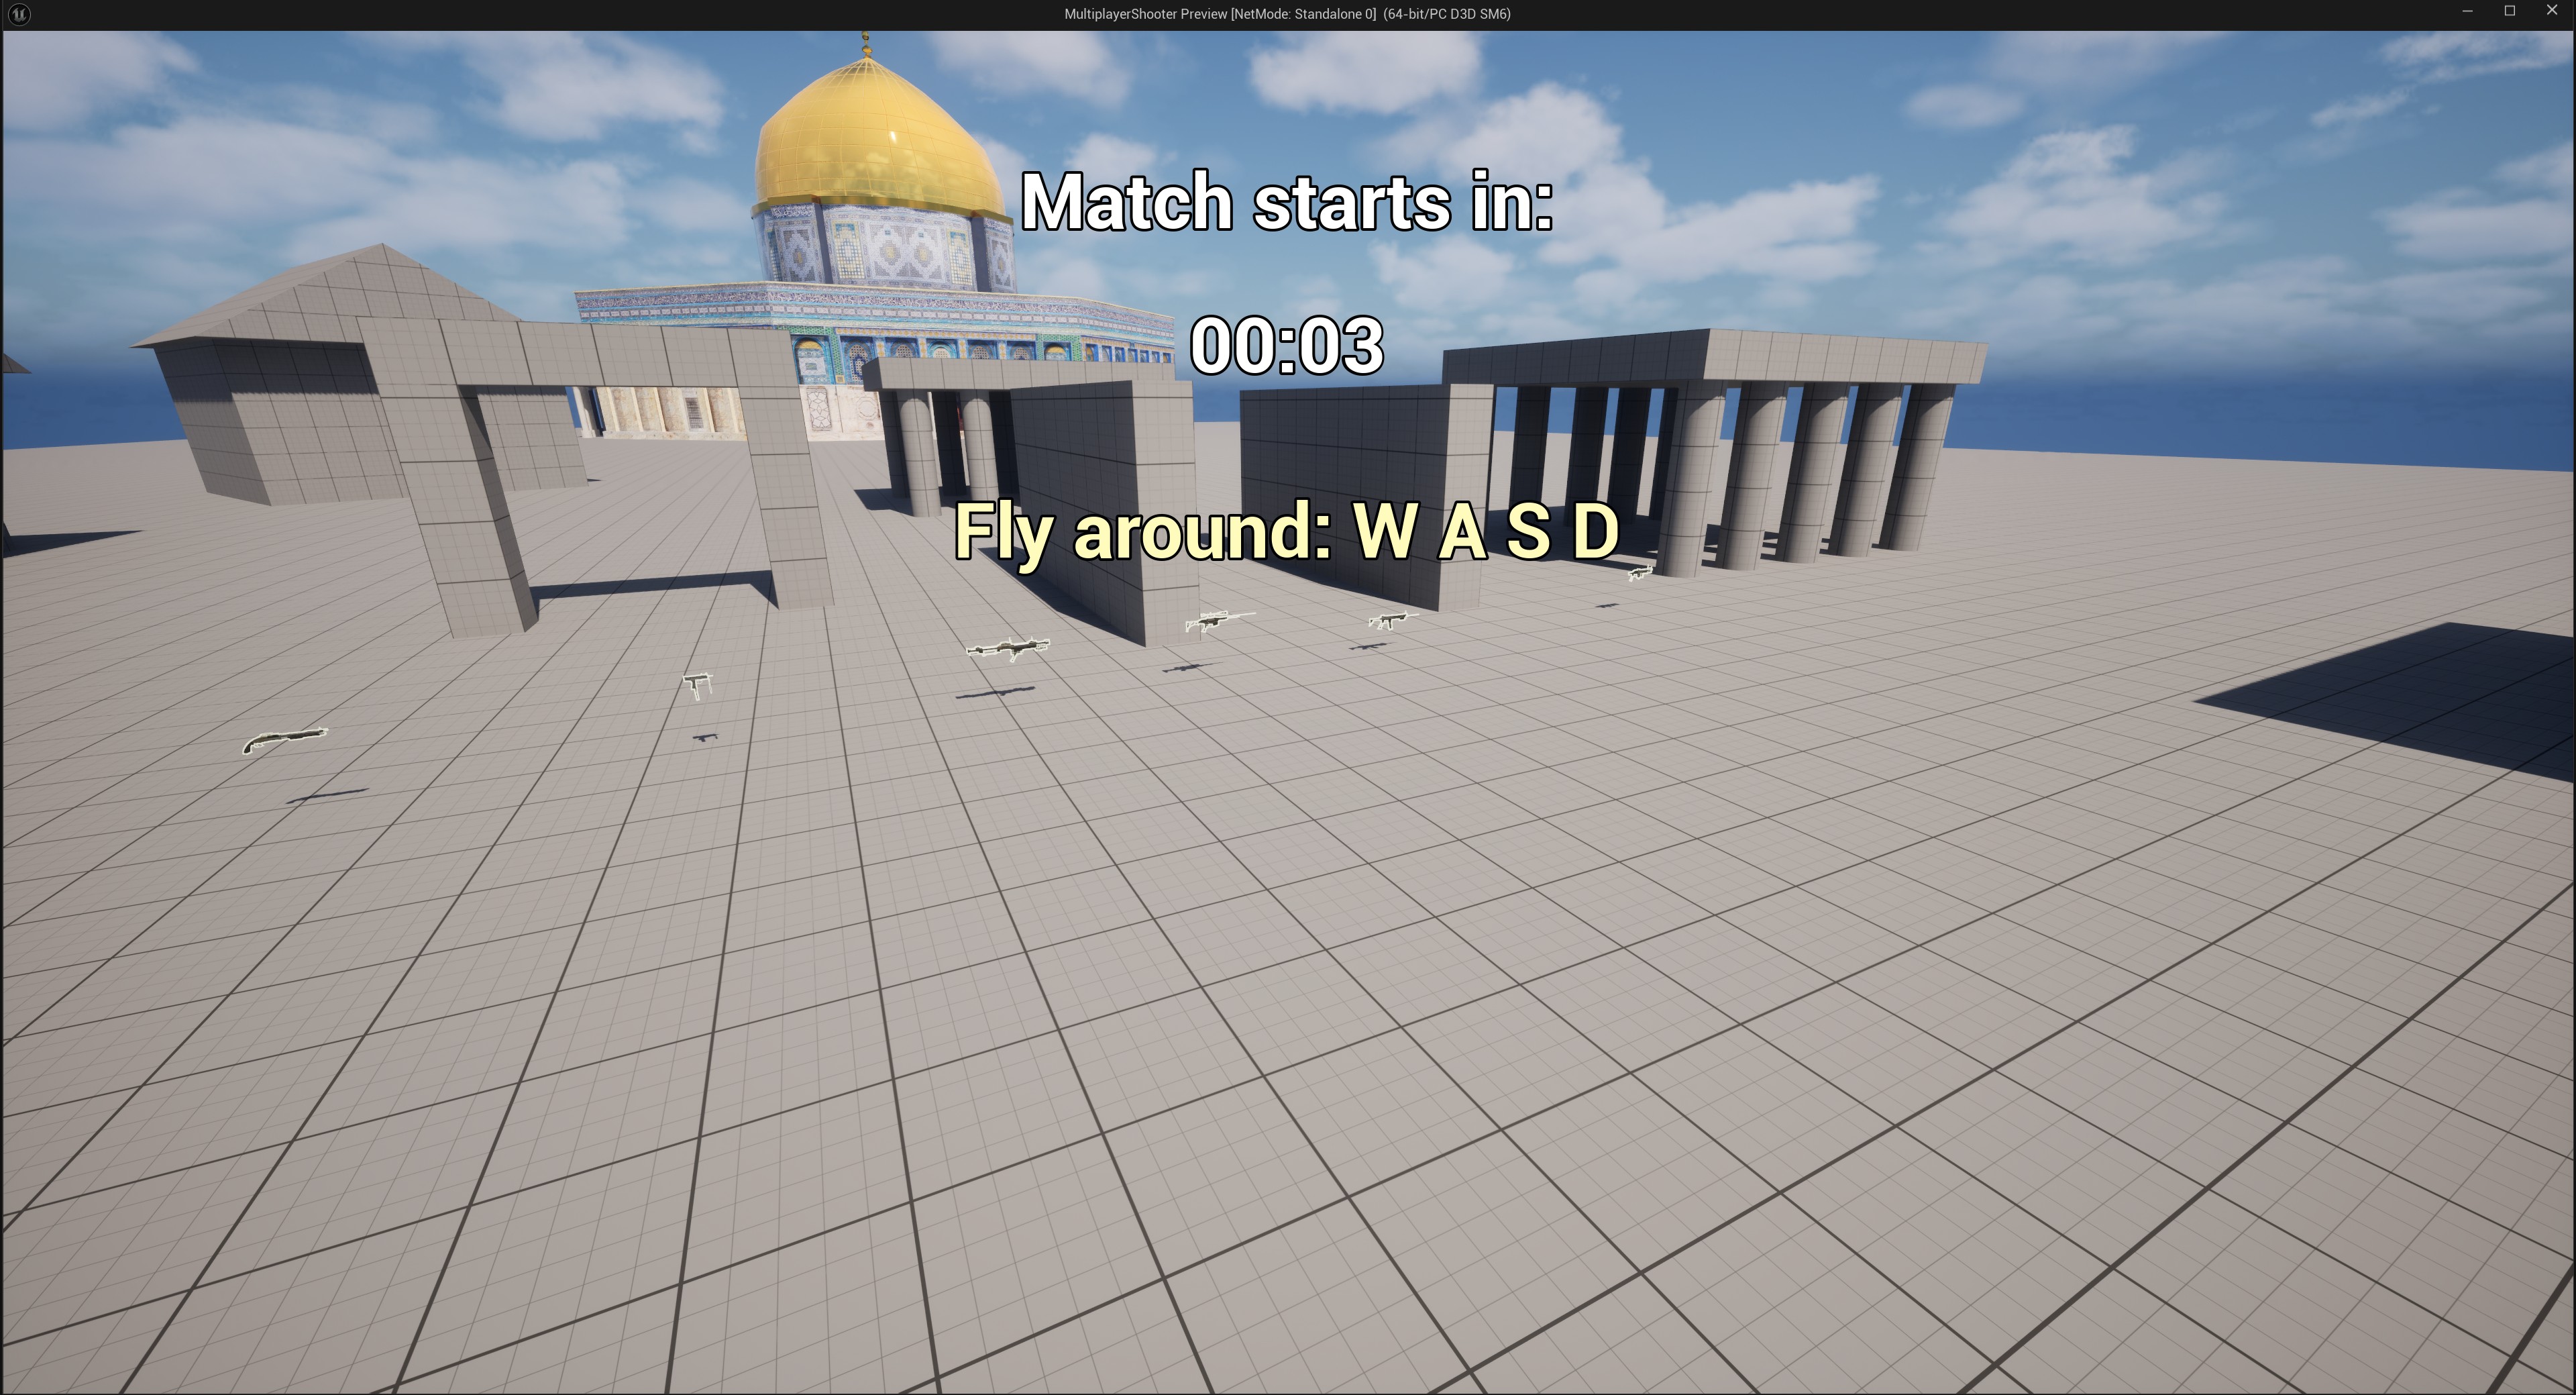 MultiplayerShooter Preview [NetMode: Standalone 0] (64-bit/PC D3D SM6)
Match starts in:
00:03
Fly around: W A S D